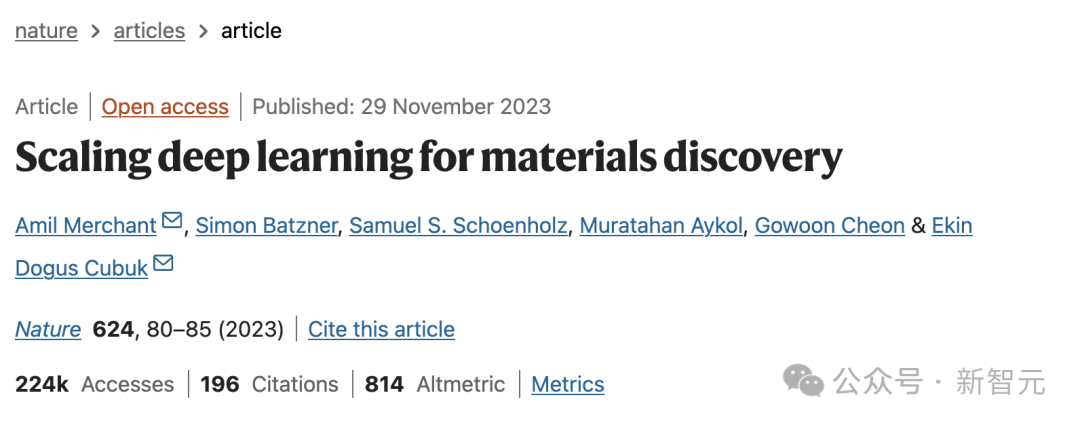 nature > articles > article
Article | Open access | Published: 29 November 2023
Scaling deep learning for materials discovery
Amil Merchant, Simon Batzner, Samuel S. Schoenholz, Muratahan Aykol, Gowoon Cheon & Ekin
Dogus Cubuk
Nature 624, 80–85 (2023) | Cite this article
224k Accesses | 196 Citations | 814 Altmetric | Metrics
公众号 · 新智元